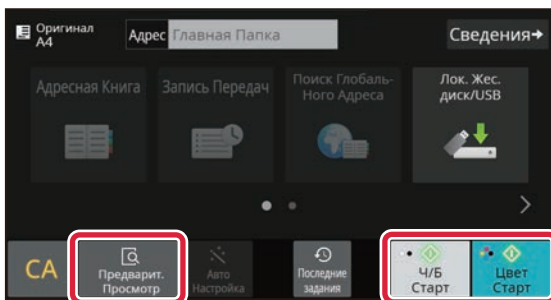 Оригинал
A4
Адрес Главная Папка
Сведения
Адресная Книга
Запись Передач
Поиск Глобаль-
Ного Адреса
Лок. Жес.
диск/USB
CA
Предварит.
Просмотр
Авто
Настройка
Последние
задания
Ч/Б
Старт
Цвет
Старт